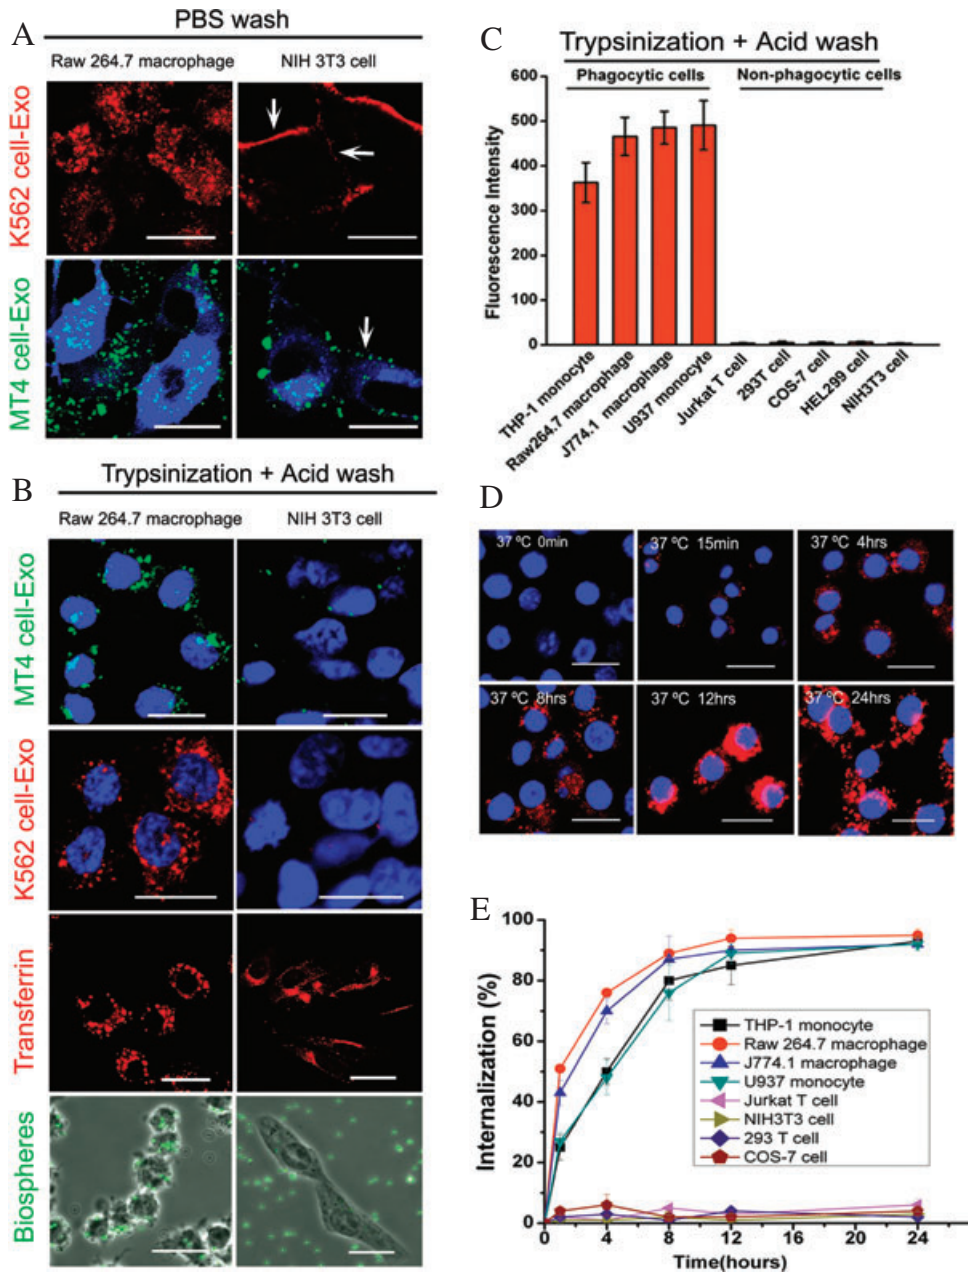 A
PBS wash
Raw 264.7 macrophage
NIH 3T3 cell
K562 cell-Exo
MT4 cell-Exo
B
Trypsinization + Acid wash
Raw 264.7 macrophage
NIH 3T3 cell
MT4 cell-Exo
K562 cell-Exo
Transferrin
Biospheres
C
Trypsinization + Acid wash
Phagocytic cells
Non-phagocytic cells
Fluorescence Intensity
600
500
400
300
200
100
0
THP-1 monocyte
Raw264.7 macrophage
J774.1 macrophage
U937 monocyte
Jurkat T cell
293T cell
COS-7 cell
HEL299 cell
NIH3T3 cell
D
37 ºC 0min
37 ºC 15min
37 ºC 4hrs
37 ºC 8hrs
37 ºC 12hrs
37 ºC 24hrs
E
Internalization (%)
100
80
60
40
20
0
THP-1 monocyte
Raw 264.7 macrophage
J774.1 macrophage
U937 monocyte
Jurkat T cell
NIH3T3 cell
293 T cell
COS-7 cell
0 4 8 12 16 20 24
Time(hours)